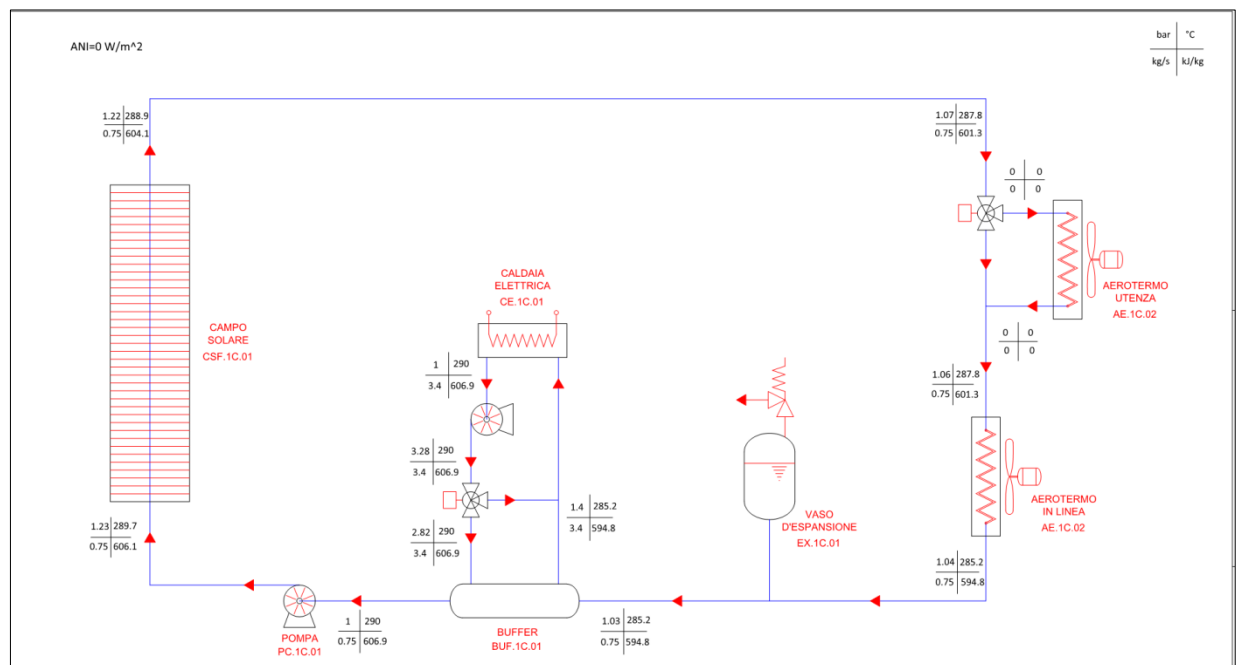 ANI=0 W/m^2
bar °C
kg/s kJ/kg
1.22 288.9
0.75 604.1
1.07 287.8
0.75 601.3
0 0
0 0
CAMPO
SOLARE
CSF.1C.01
CALDAIA
ELETTRICA
CE.1C.01
AEROTERMO
UTENZA
AE.1C.02
0 0
0 0
1 290
3.4 606.9
1.06 287.8
0.75 601.3
3.28 290
3.4 606.9
1.4 285.2
3.4 594.8
VASO
D'ESPANSIONE
EX.1C.01
AEROTERMO
IN LINEA
AE.1C.02
1.23 289.7
0.75 606.1
2.82 290
3.4 606.9
1.04 285.2
0.75 594.8
POMPA
PC.1C.01
1 290
0.75 606.9
BUFFER
BUF.1C.01
1.03 285.2
0.75 594.8